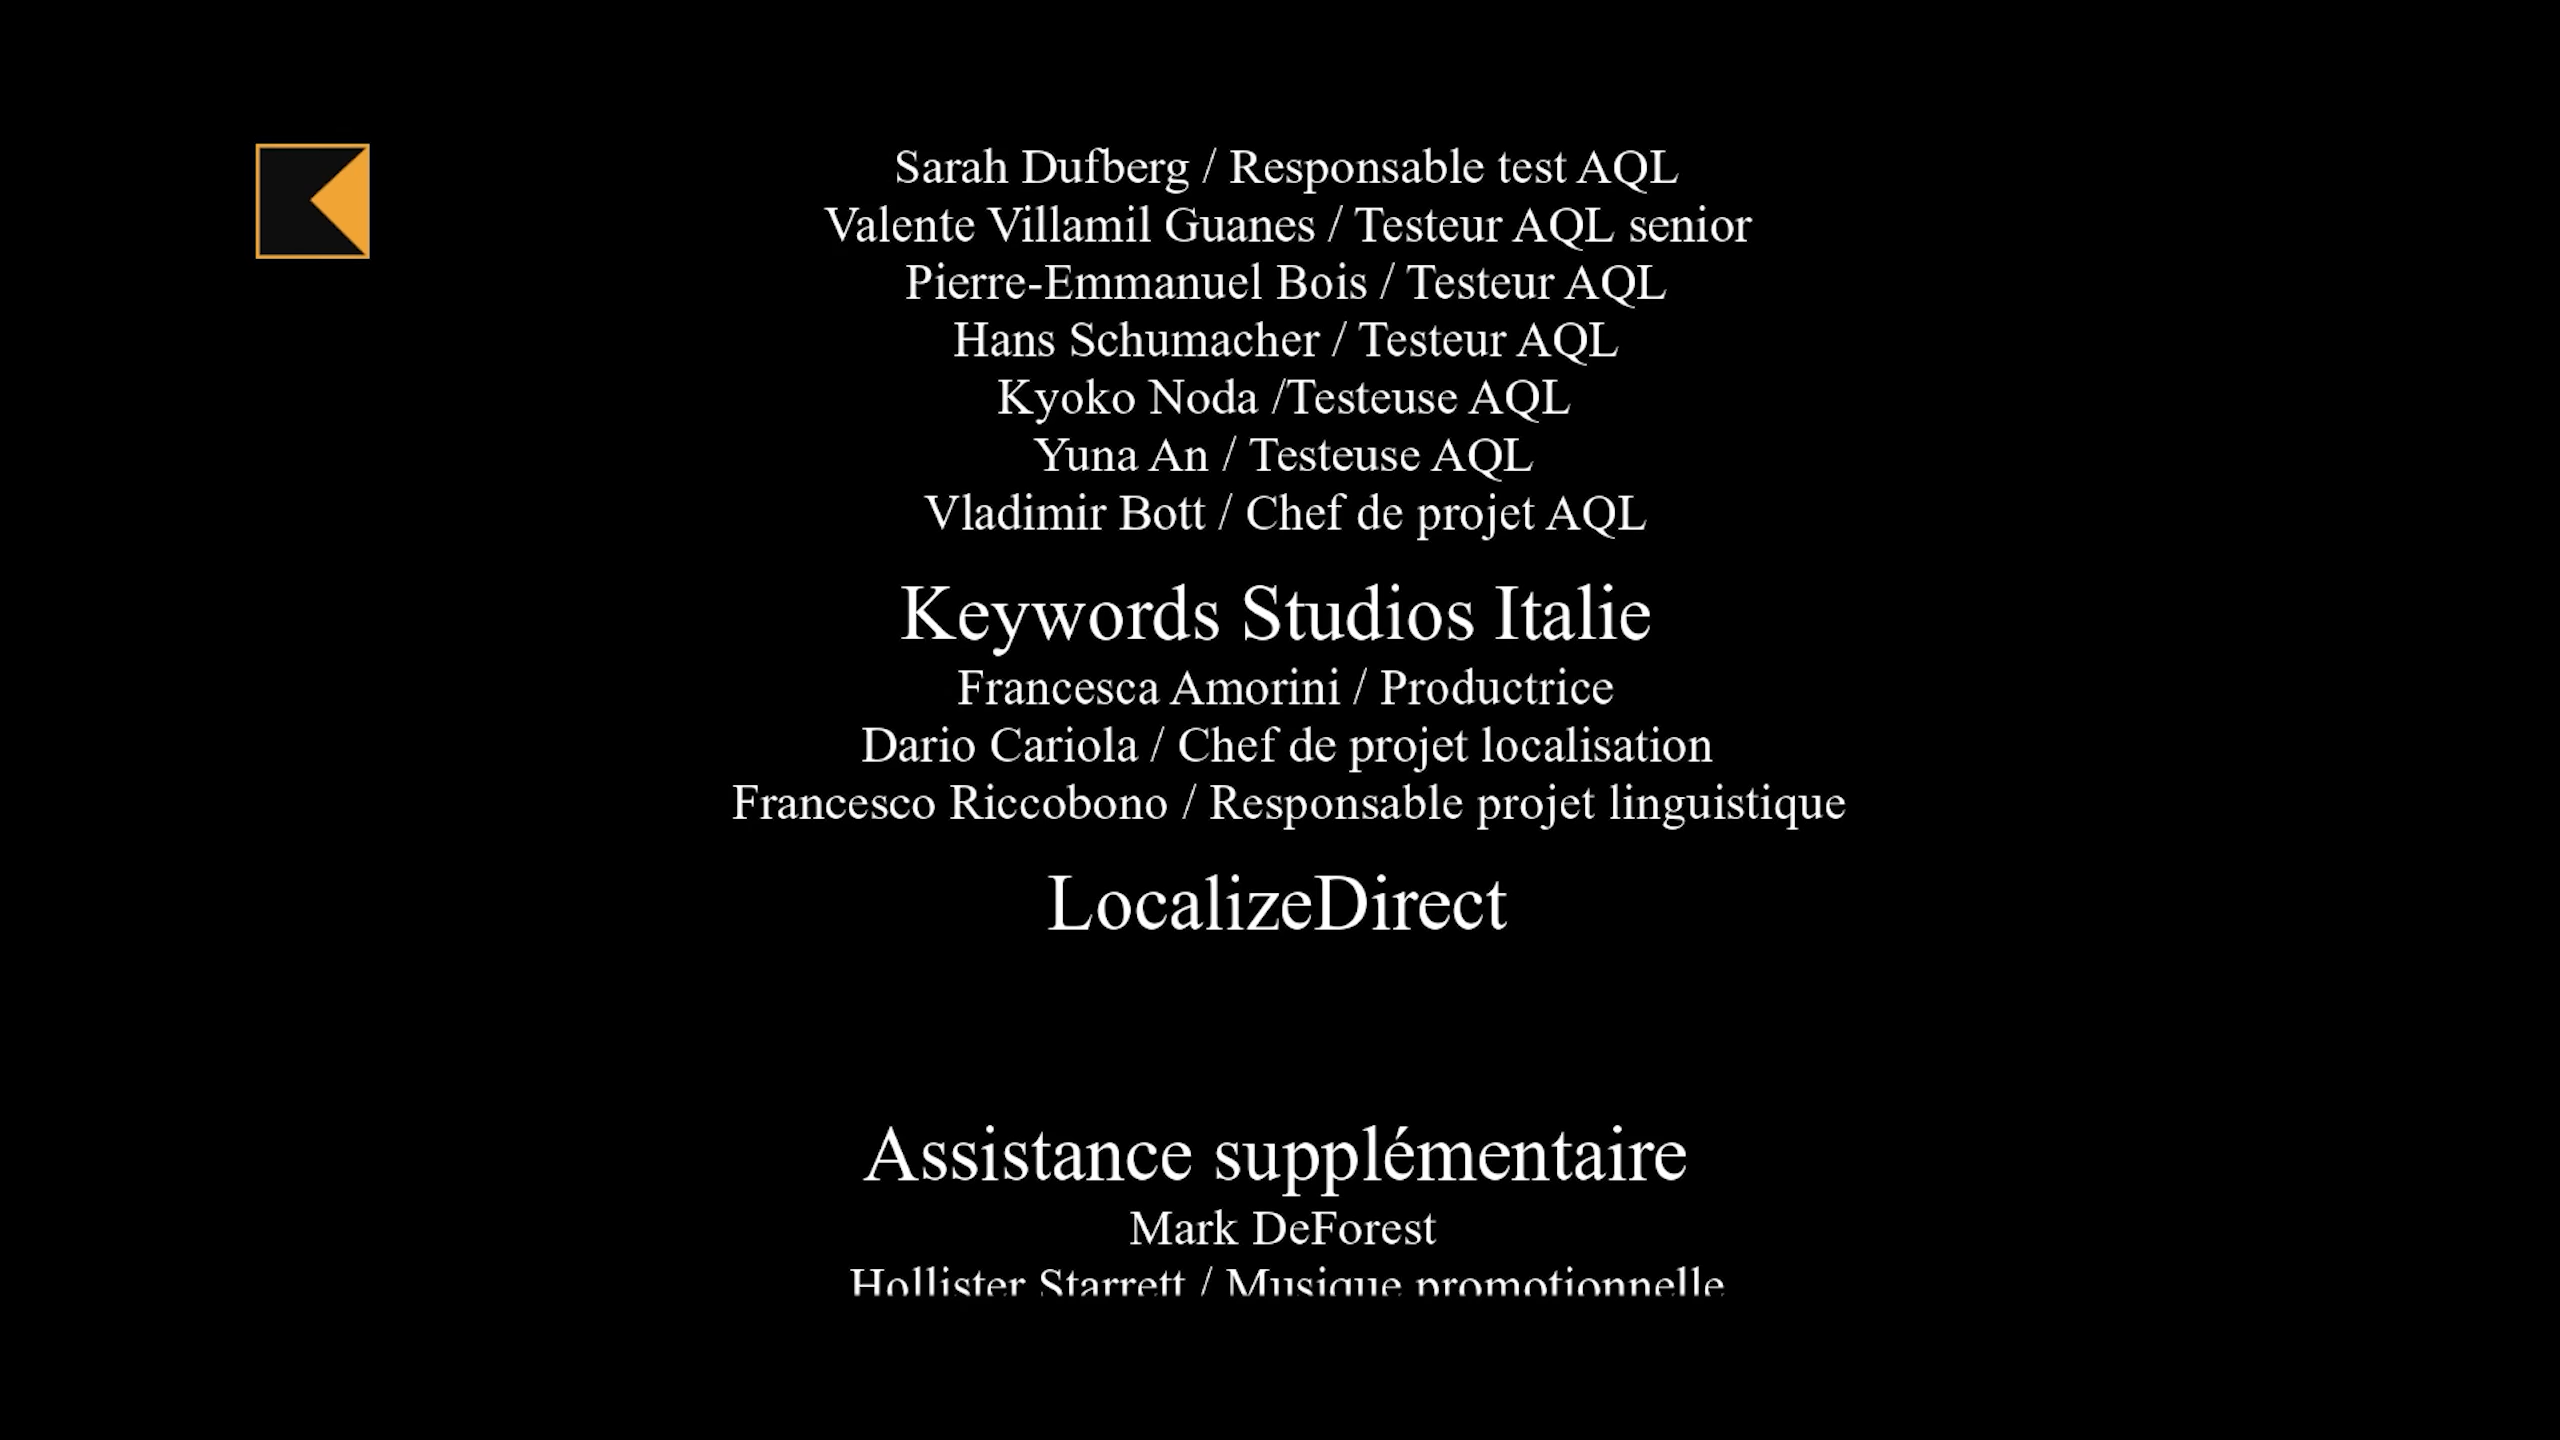 Sarah Dufberg / Responsable test AQL
Valente Villamil Guanes / Testeur AQL senior
Pierre-Emmanuel Bois / Testeur AQL
Hans Schumacher / Testeur AQL
Kyoko Noda /Testeuse AQL
Yuna An / Testeuse AQL
Vladimir Bott / Chef de projet AQL
Keywords Studios Italie
Francesca Amorini / Productrice
Dario Cariola / Chef de projet localisation
Francesco Riccobono / Responsable projet linguistique
LocalizeDirect
Assistance supplémentaire
Mark DeForest
Hollister Starrett / Musique promotionnelle